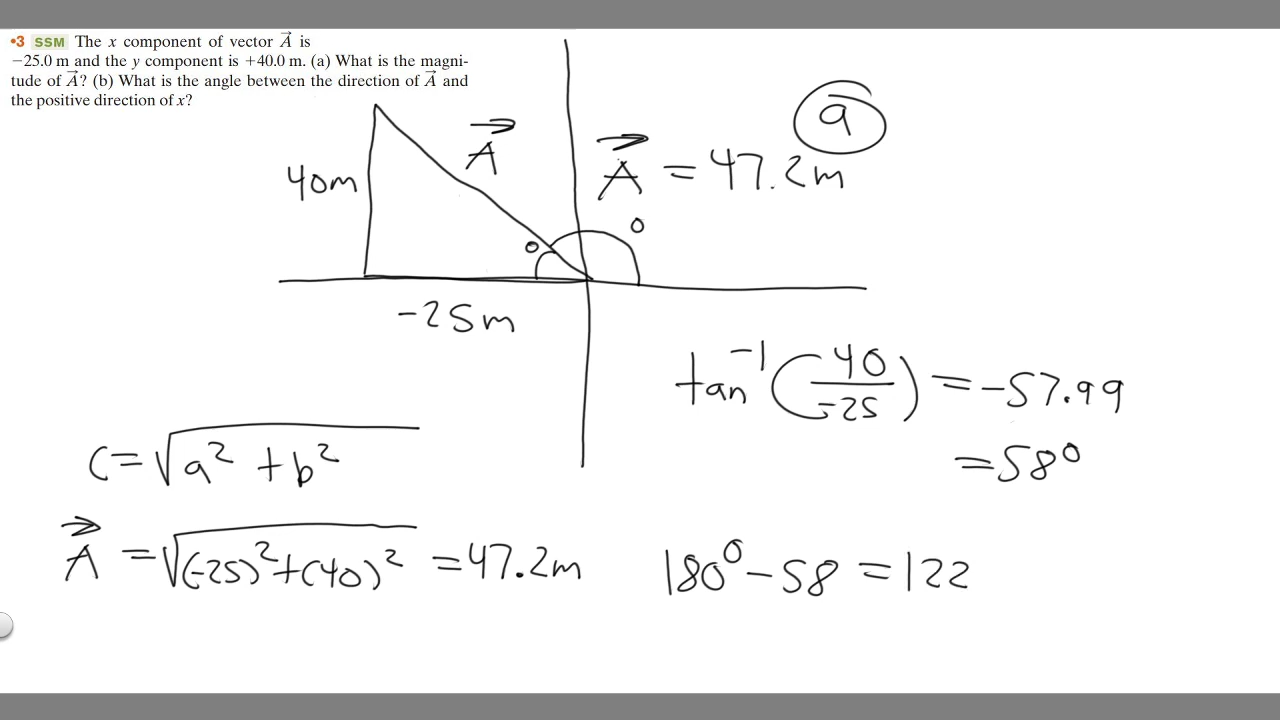 •3 SSM The x component of vector A⃗ is
−25.0 m and the y component is +40.0 m. (a) What is the magni-
tude of A⃗? (b) What is the angle between the direction of A⃗ and
the positive direction of x?
a
A⃗
40m
A⃗ = 47.2m
-25m
tan⁻¹(40/-25) = -57.99
= 58°
c = √a² + b²
A⃗ = √(-25)² + (40)² = 47.2m
180° - 58 = 122